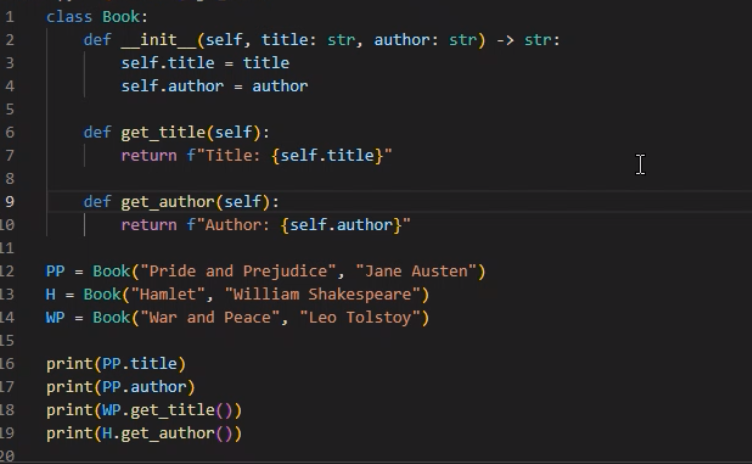 1 class Book:
2     def __init__(self, title: str, author: str) -> str:
3         self.title = title
4         self.author = author
5
6     def get_title(self):
7         return f"Title: {self.title}"
8
9     def get_author(self):
10         return f"Author: {self.author}"
11
12 PP = Book("Pride and Prejudice", "Jane Austen")
13 H = Book("Hamlet", "William Shakespeare")
14 WP = Book("War and Peace", "Leo Tolstoy")
15
16 print(PP.title)
17 print(PP.author)
18 print(WP.get_title())
19 print(H.get_author())
20